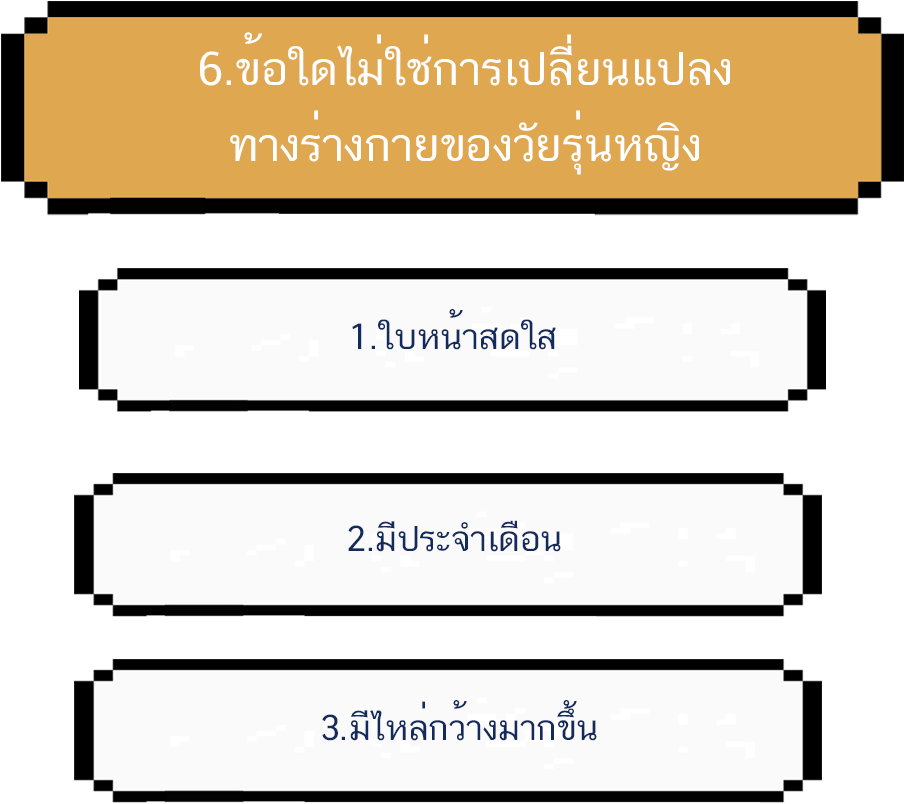 6.ข้อใดไม่ใช่การเปลี่ยนแปลง
ทางร่างกายของวัยรุ่นหญิง
1.ใบหน้าสดใส
2.มีประจำเดือน
3.มีไหล่กว้างมากขึ้น